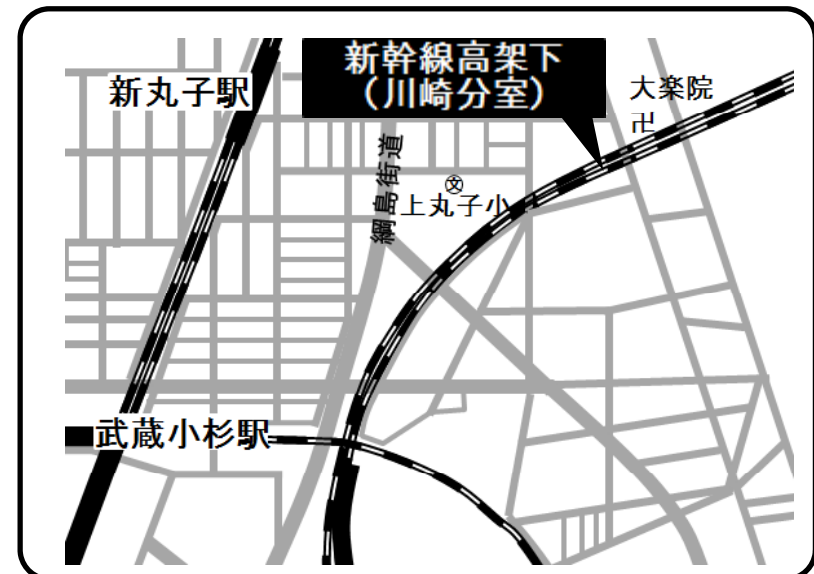 新幹線高架下
（川崎分室）
新丸子駅
大楽院
卍
綱島街道
文
上丸子小
武蔵小杉駅